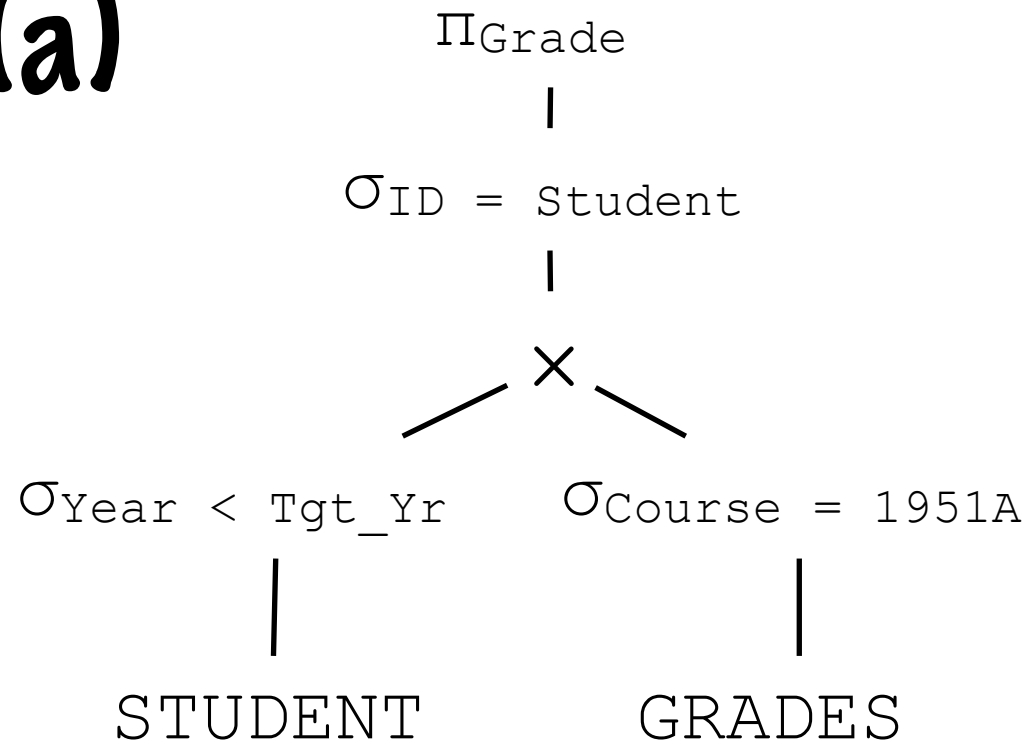 (a)
ΠGrade
σID = Student
×
σYear < Tgt_Yr
σCourse = 1951A
STUDENT
GRADES